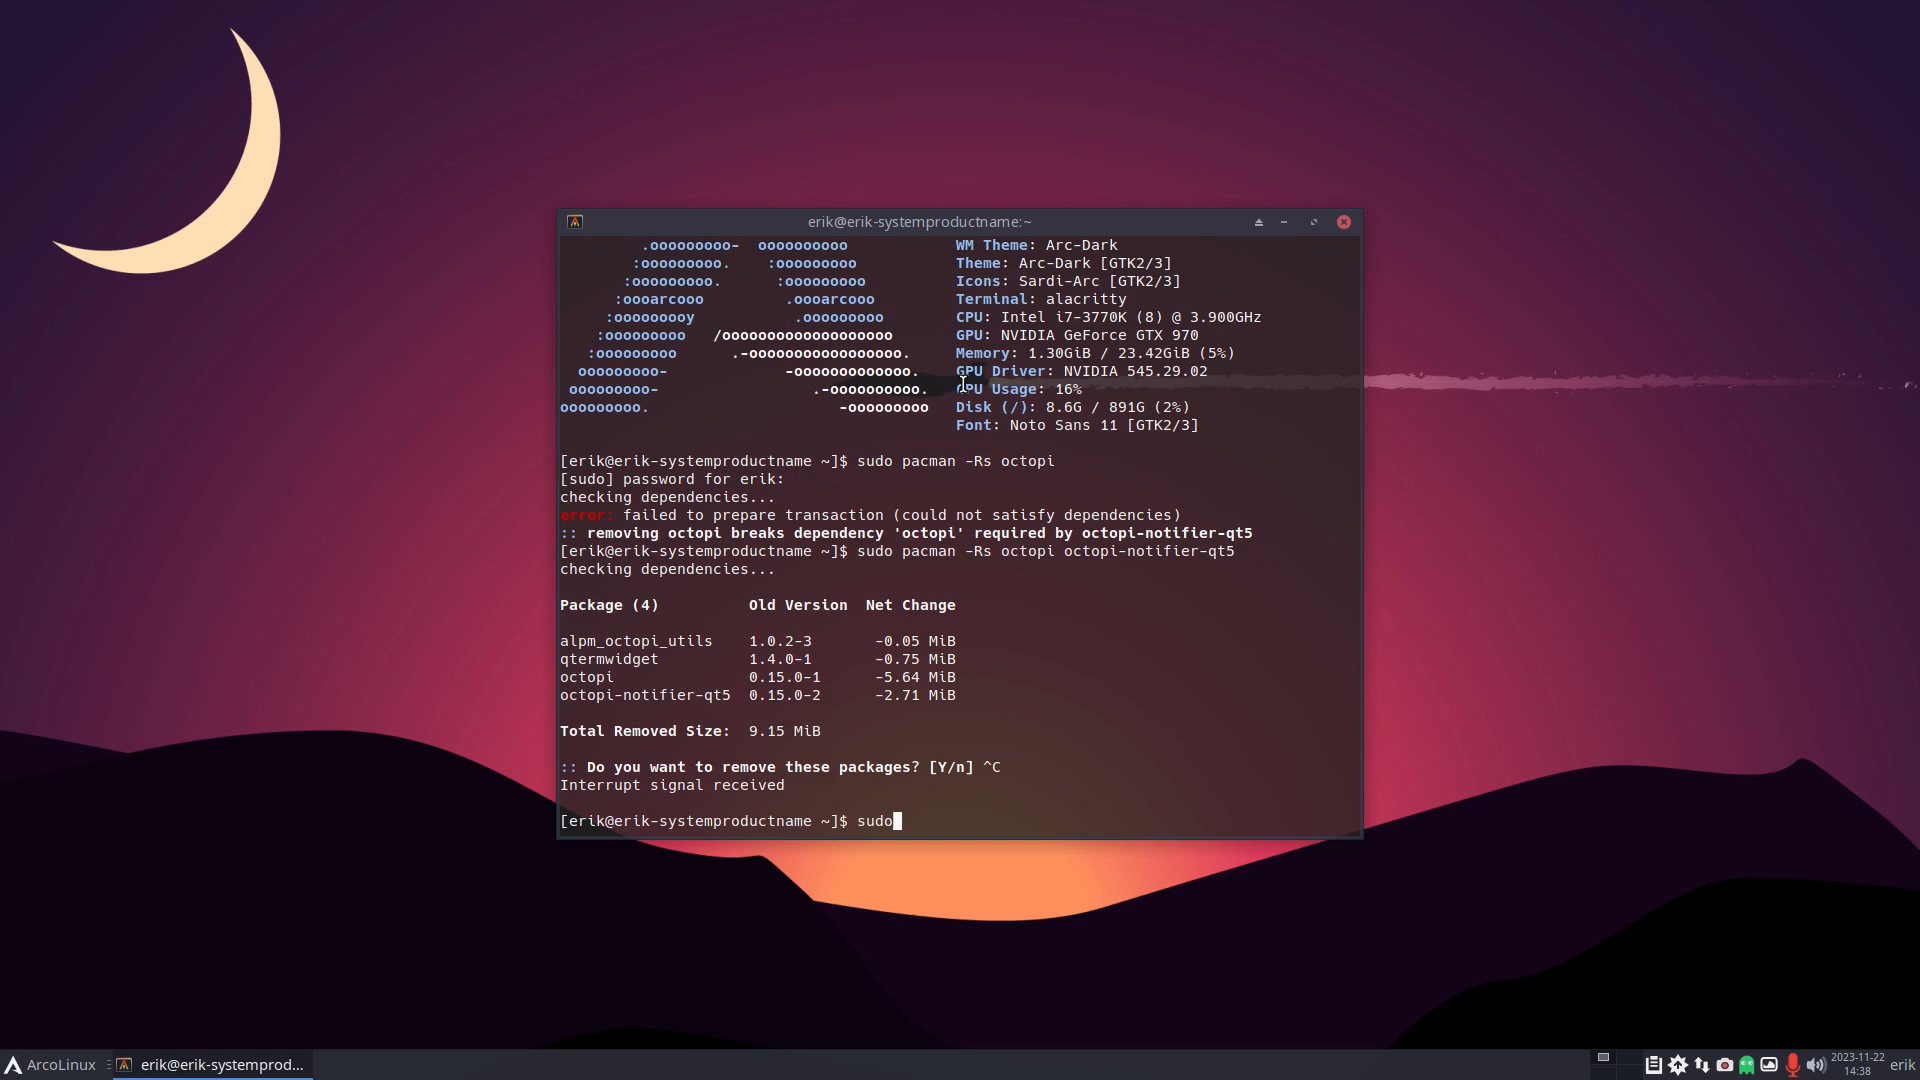 erik@erik-systemproductname:~
.ooooooooo-  oooooooooo            WM Theme: Arc-Dark
:ooooooooo.    :ooooooooo           Theme: Arc-Dark [GTK2/3]
:ooooooooo.      :ooooooooo          Icons: Sardi-Arc [GTK2/3]
:oooarcooo         .oooarcooo         Terminal: alacritty
:ooooooooy           .ooooooooo        CPU: Intel i7-3770K (8) @ 3.900GHz
:ooooooooo   /ooooooooooooooooooo       GPU: NVIDIA GeForce GTX 970
:ooooooooo      .-ooooooooooooooooo.     Memory: 1.30GiB / 23.42GiB (5%)
ooooooooo-             -ooooooooooooo.    GPU Driver: NVIDIA 545.29.02
ooooooooo-                 .-oooooooooo.   CPU Usage: 16%
ooooooooo.                     -ooooooooo   Disk (/): 8.6G / 891G (2%)
Font: Noto Sans 11 [GTK2/3]
[erik@erik-systemproductname ~]$ sudo pacman -Rs octopi
[sudo] password for erik:
checking dependencies...
error: failed to prepare transaction (could not satisfy dependencies)
:: removing octopi breaks dependency 'octopi' required by octopi-notifier-qt5
[erik@erik-systemproductname ~]$ sudo pacman -Rs octopi octopi-notifier-qt5
checking dependencies...
Package (4)          Old Version  Net Change
alpm_octopi_utils    1.0.2-3       -0.05 MiB
qtermwidget          1.4.0-1       -0.75 MiB
octopi               0.15.0-1      -5.64 MiB
octopi-notifier-qt5  0.15.0-2      -2.71 MiB
Total Removed Size:  9.15 MiB
:: Do you want to remove these packages? [Y/n] ^C
Interrupt signal received
[erik@erik-systemproductname ~]$ sudo
ArcoLinux
erik@erik-systemprod...
2023-11-22
14:38
erik